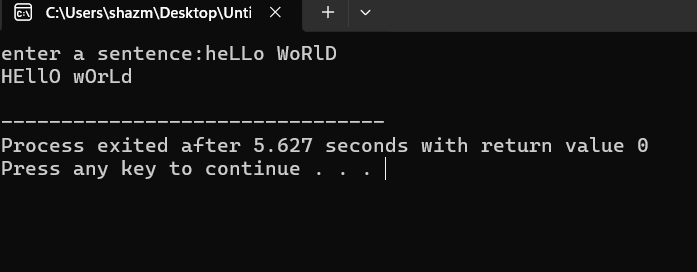 C:\Users\shazm\Desktop\Unti
enter a sentence:heLLo WoRlD
HEllO wOrLd
--------------------------------
Process exited after 5.627 seconds with return value 0
Press any key to continue . . .